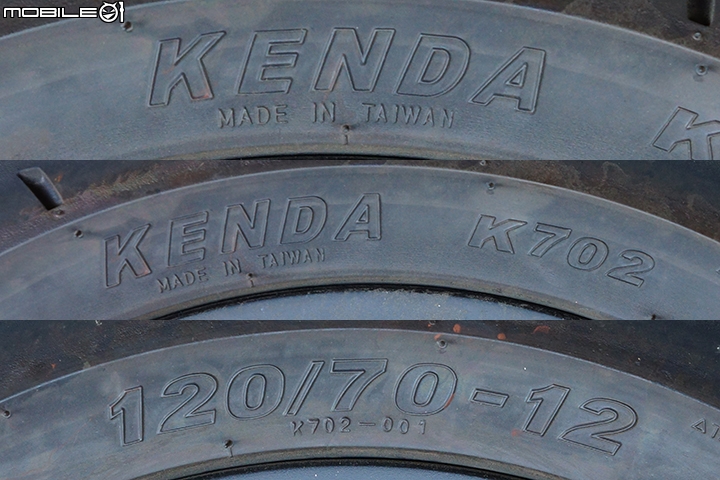 MOBILE01
KENDA
MADE IN TAIWAN
KENDA K702
MADE IN TAIWAN
120/70-12
K702-001